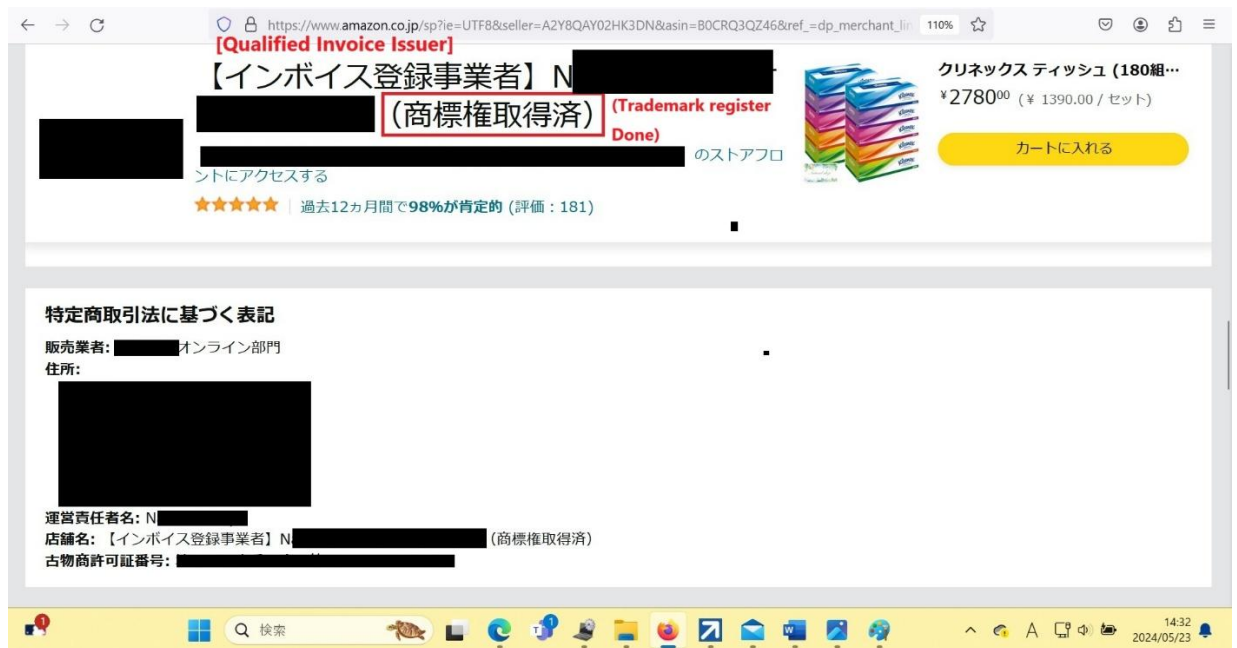 https://www.amazon.co.jp/sp?ie=UTF8&seller=A2Y8QAY02HK3DN&asin=B0CRQ3QZ46&ref_=dp_merchant_lin
110%
[Qualified Invoice Issuer]
【インボイス登録事業者】N
(商標権取得済)
(Trademark register
Done)
のストアフロ
ントにアクセスする
過去12ヵ月間で98%が肯定的 (評価：181)
クリネックス ティッシュ (180組…
¥278000 (¥ 1390.00 / セット)
カートに入れる
特定商取引法に基づく表記
販売業者: オンライン部門
住所:
運営責任者名: N
店舗名: 【インボイス登録事業者】N (商標権取得済)
古物商許可証番号:
1
検索
A
14:32
2024/05/23